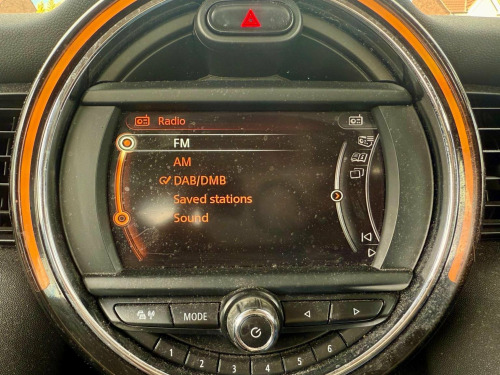 Radio
FM
AM
DAB/DMB
Saved stations
Sound
MODE
1 2 3 4 5 6